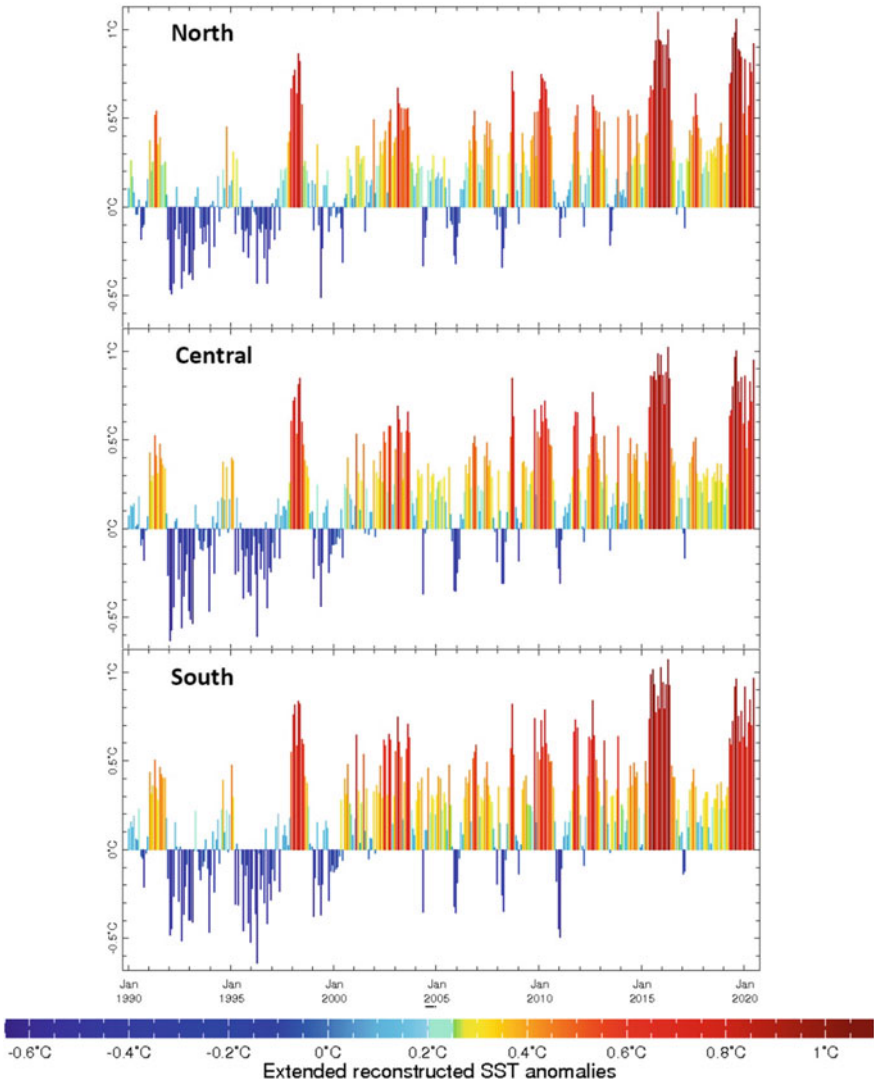 North
1°C
0.5°C
0°C
-0.5°C
Central
1°C
0.5°C
0°C
-0.5°C
South
1°C
0.5°C
0°C
-0.5°C
Jan Jan Jan Jan Jan Jan Jan
1990 1995 2000 2005 2010 2015 2020
-0.6°C -0.4°C -0.2°C 0°C 0.2°C 0.4°C 0.6°C 0.8°C 1°C
Extended reconstructed SST anomalies